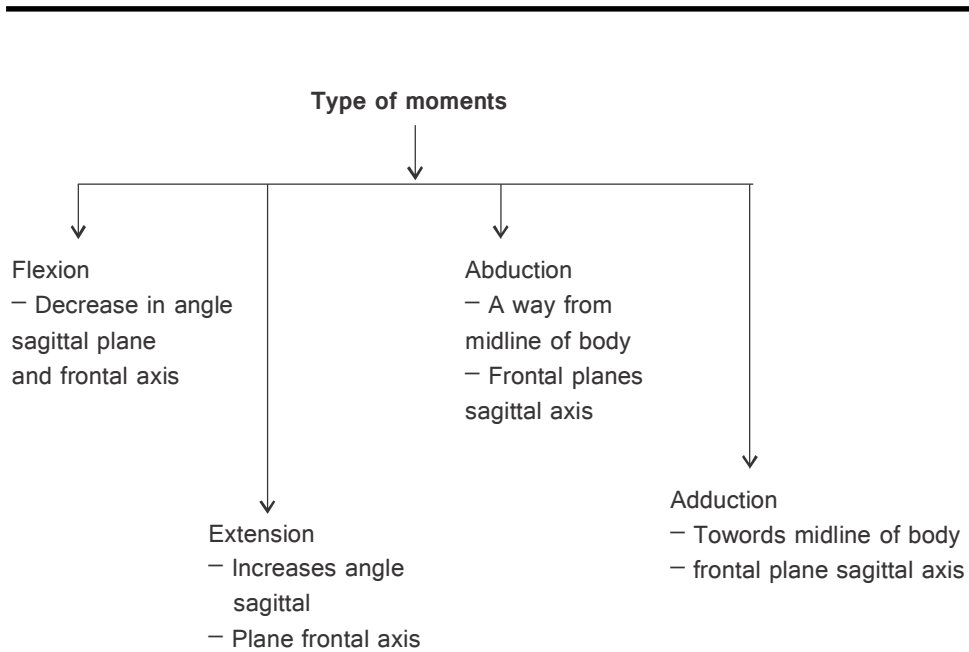 Type of moments
Flexion
– Decrease in angle
sagittal plane
and frontal axis
Abduction
– A way from
midline of body
– Frontal planes
sagittal axis
Extension
– Increases angle
sagittal
– Plane frontal axis
Adduction
– Towards midline of body
– frontal plane sagittal axis